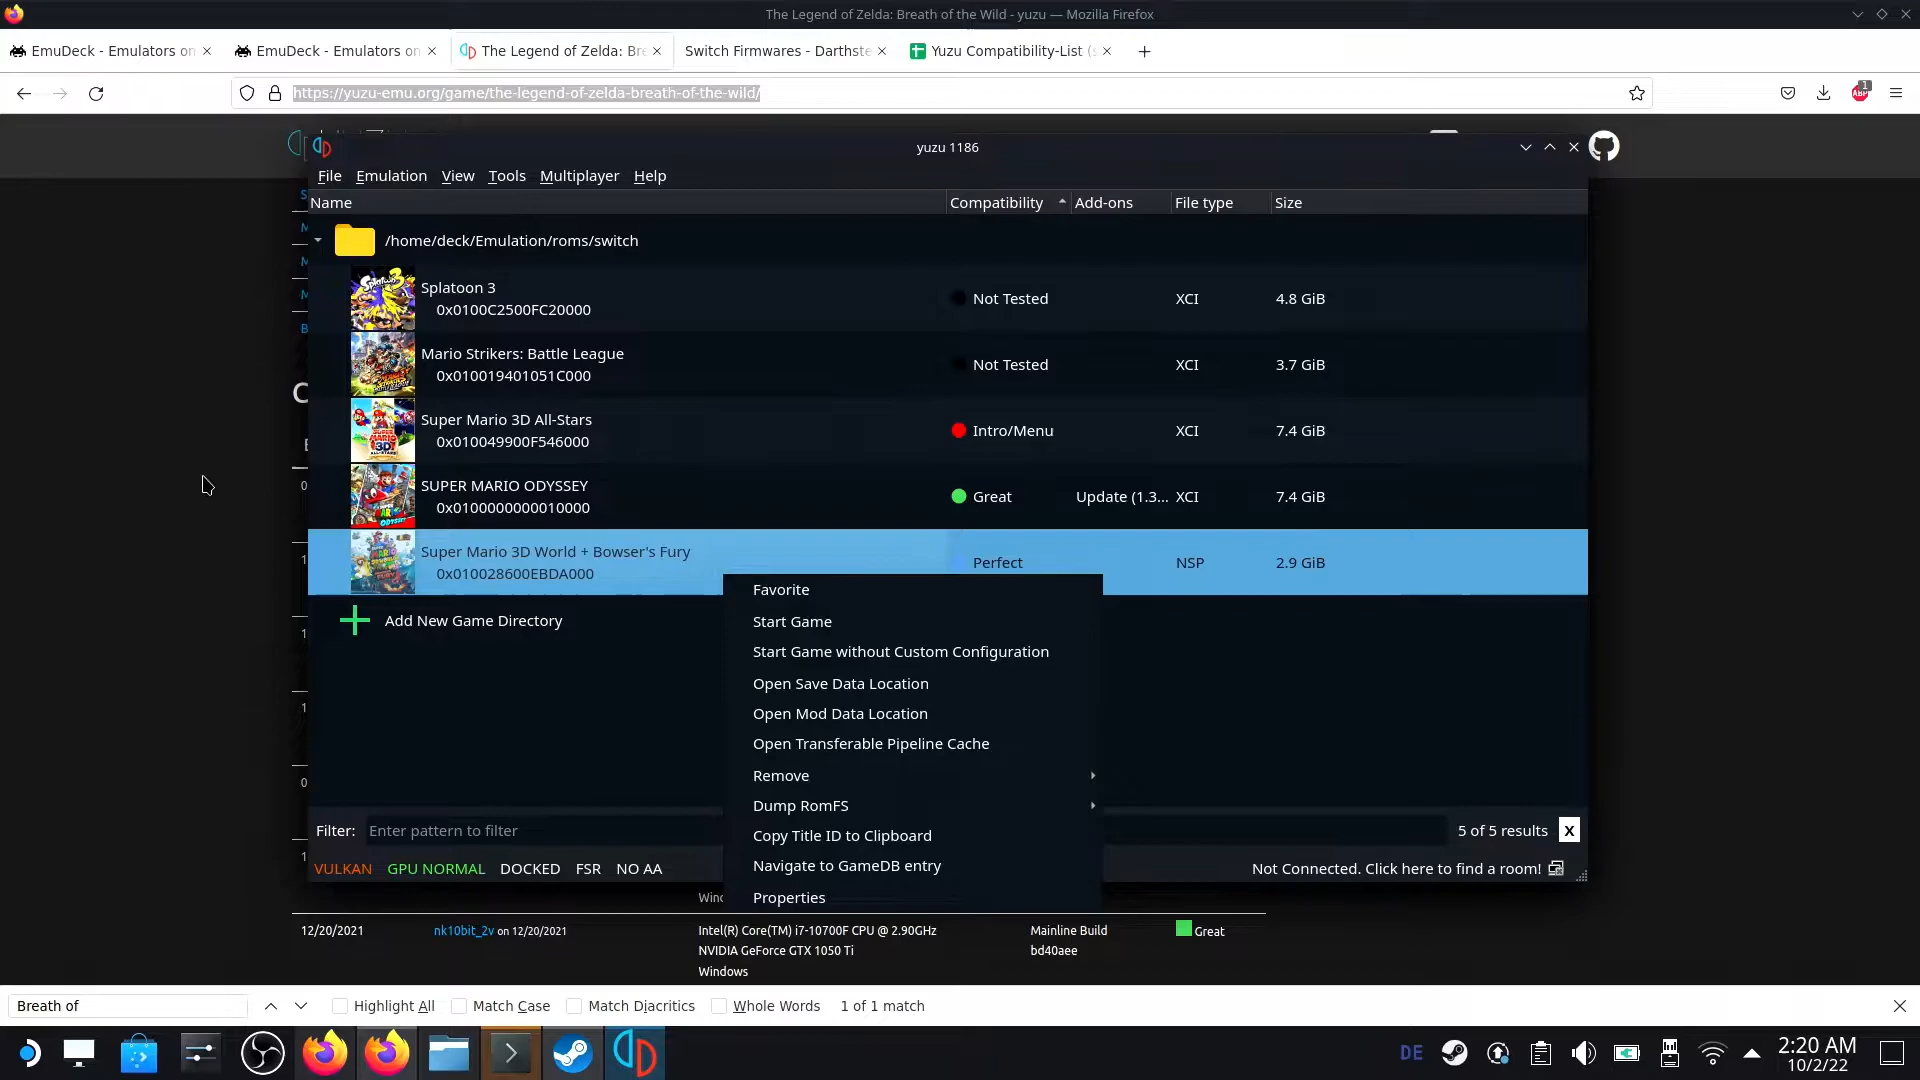 The Legend of Zelda: Breath of the Wild - yuzu — Mozilla Firefox
EmuDeck - Emulators on
EmuDeck - Emulators on
The Legend of Zelda: Bre
Switch Firmwares - Darthste
Yuzu Compatibility-List (s
https://yuzu-emu.org/game/the-legend-of-zelda-breath-of-the-wild/
ABP
1
yuzu 1186
File Emulation View Tools Multiplayer Help
Name Compatibility Add-ons File type Size
/home/deck/Emulation/roms/switch
Splatoon 3
0x0100C2500FC20000
Not Tested XCI 4.8 GiB
Mario Strikers: Battle League
0x010019401051C000
Not Tested XCI 3.7 GiB
Super Mario 3D All-Stars
0x010049900F546000
Intro/Menu XCI 7.4 GiB
SUPER MARIO ODYSSEY
0x0100000000010000
Great Update (1.3... XCI 7.4 GiB
Super Mario 3D World + Bowser's Fury
0x010028600EBDA000
Perfect NSP 2.9 GiB
Add New Game Directory
Favorite
Start Game
Start Game without Custom Configuration
Open Save Data Location
Open Mod Data Location
Open Transferable Pipeline Cache
Remove
Dump RomFS
Copy Title ID to Clipboard
Navigate to GameDB entry
Properties
Filter: Enter pattern to filter 5 of 5 results X
VULKAN GPU NORMAL DOCKED FSR NO AA Not Connected. Click here to find a room!
Wind
12/20/2021 nk10bit_2v on 12/20/2021 Intel(R) Core(TM) i7-10700F CPU @ 2.90GHz Mainline Build Great
NVIDIA GeForce GTX 1050 Ti bd40aee
Windows
Breath of Highlight All Match Case Match Diacritics Whole Words 1 of 1 match
DE 2:20 AM
10/2/22